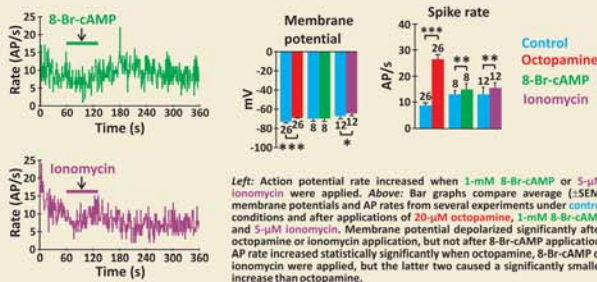 8-Br-cAMP
Rate (AP/s)
25
20
15
10
5
0
0 60 120 180 240 300 360
Time (s)
Ionomycin
Rate (AP/s)
25
20
15
10
5
0
0 60 120 180 240 300 360
Time (s)
Membrane
potential
mV
0
-20
-40
-60
-80
-100
26 26 8 8 12 12
*** *
Spike rate
AP/s
40
30
20
10
0
*** ** **
26 26 8 8 12 12
Control
Octopamine
8-Br-cAMP
Ionomycin
Left: Action potential rate increased when 1-mM 8-Br-cAMP or 5-μM
ionomycin were applied. Above: Bar graphs compare average (±SEM)
membrane potentials and AP rates from several experiments under control
conditions and after applications of 20-μM octopamine, 1-mM 8-Br-cAMP
and 5-μM ionomycin. Membrane potential depolarized significantly after
octopamine or ionomycin application, but not after 8-Br-cAMP application.
AP rate increased statistically significant when octopamine, 8-Br-cAMP or
ionomycin were applied, but the latter two caused a significantly smaller
increase than octopamine.